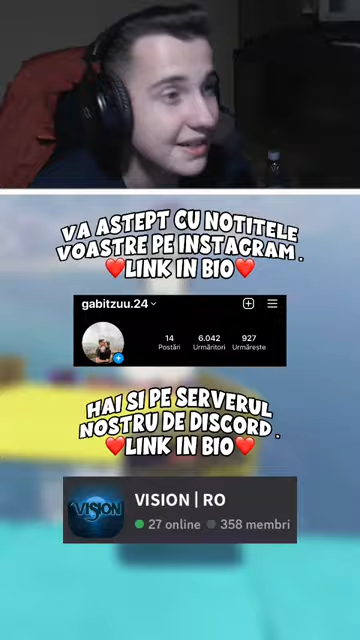 VA ASTEPT CU NOTITELE
VOASTRE PE INSTAGRAM .
❤️LINK IN BIO❤️
gabitzuu.24
14 6.042 927
Postări Urmăritori Urmărește
HAI SI PE SERVERUL
NOSTRU DE DISCORD .
❤️LINK IN BIO❤️
VISION
VISION | RO
27 online 358 membri